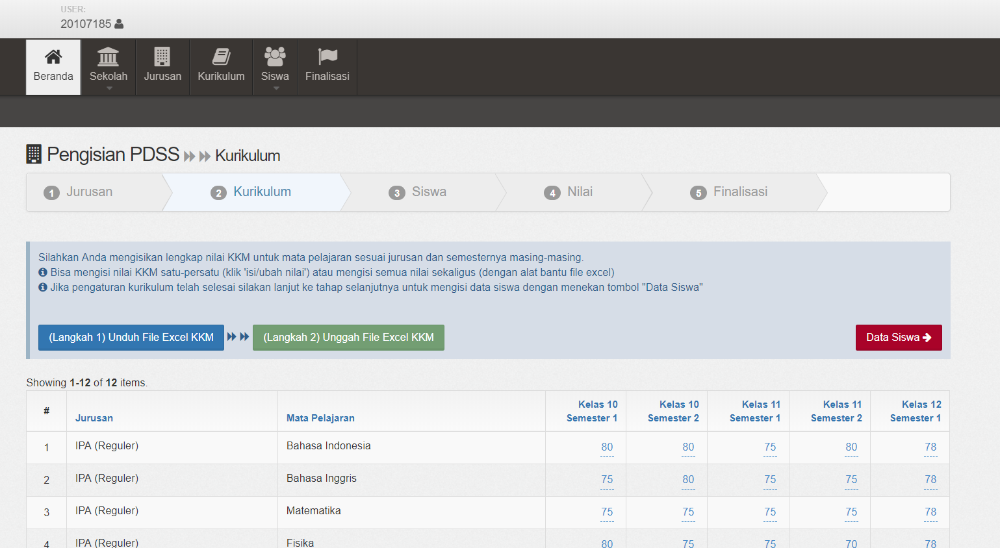 USER:
20107185
Beranda
Sekolah
Jurusan
Kurikulum
Siswa
Finalisasi
Pengisian PDSS Kurikulum
1 Jurusan
2 Kurikulum
3 Siswa
4 Nilai
5 Finalisasi
Silahkan Anda mengisikan lengkap nilai KKM untuk mata pelajaran sesuai jurusan dan semesternya masing-masing.
Bisa mengisi nilai KKM satu-persatu (klik 'isi/ubah nilai') atau mengisi semua nilai sekaligus (dengan alat bantu file excel)
Jika pengaturan kurikulum telah selesai silakan lanjut ke tahap selanjutnya untuk mengisi data siswa dengan menekan tombol "Data Siswa"
(Langkah 1) Unduh File Excel KKM
(Langkah 2) Unggah File Excel KKM
Data Siswa
Showing 1-12 of 12 items.
# Jurusan Mata Pelajaran
Kelas 10
Semester 1
Kelas 10
Semester 2
Kelas 11
Semester 1
Kelas 11
Semester 2
Kelas 12
Semester 1
1 IPA (Reguler) Bahasa Indonesia 80 80 75 80 78
2 IPA (Reguler) Bahasa Inggris 75 80 75 75 78
3 IPA (Reguler) Matematika 75 75 75 75 78
4 IPA (Reguler) Fisika 80 75 75 70 78